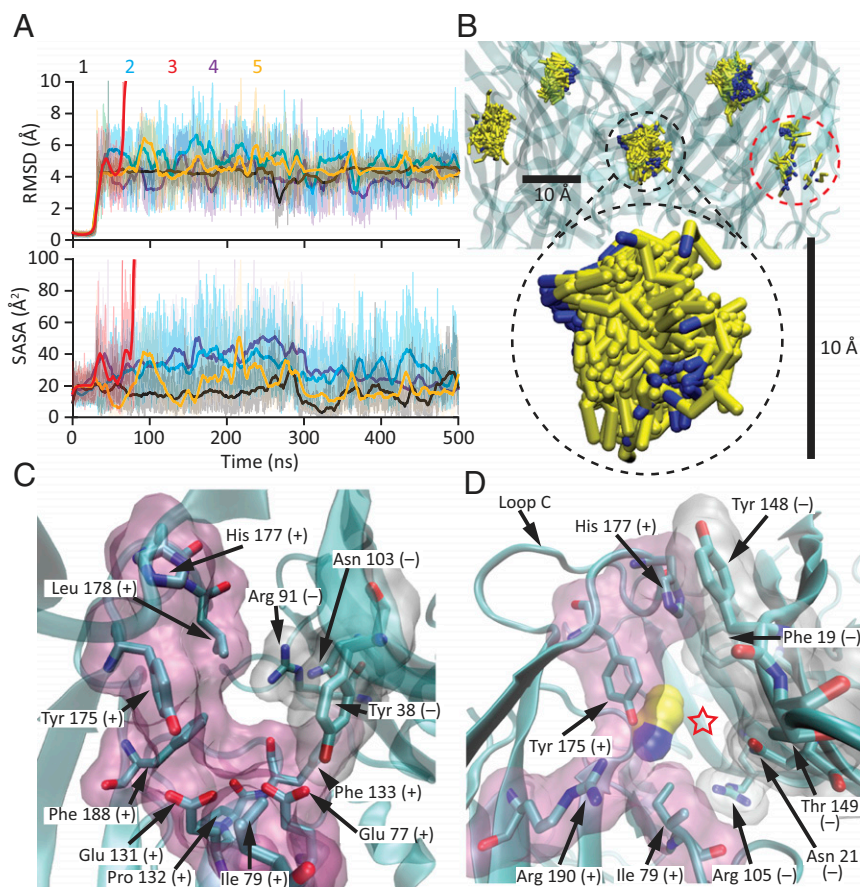 A
1 2 3 4 5
10
8
6
4
2
0
RMSD (Å)
100
80
60
40
20
0
SASA (Å²)
0 100 200 300 400 500
Time (ns)
B
10 Å
10 Å
C
His 177 (+)
Asn 103 (−)
Leu 178 (+)
Arg 91 (−)
Tyr 175 (+)
Tyr 38 (−)
Phe 188 (+)
Phe 133 (+)
Glu 131 (+)
Glu 77 (+)
Pro 132 (+)
Ile 79 (+)
D
Loop C
Tyr 148 (−)
His 177 (+)
Phe 19 (−)
Tyr 175 (+)
Thr 149
(−)
Asn 21
(−)
Arg 190 (+)
Ile 79 (+)
Arg 105 (−)